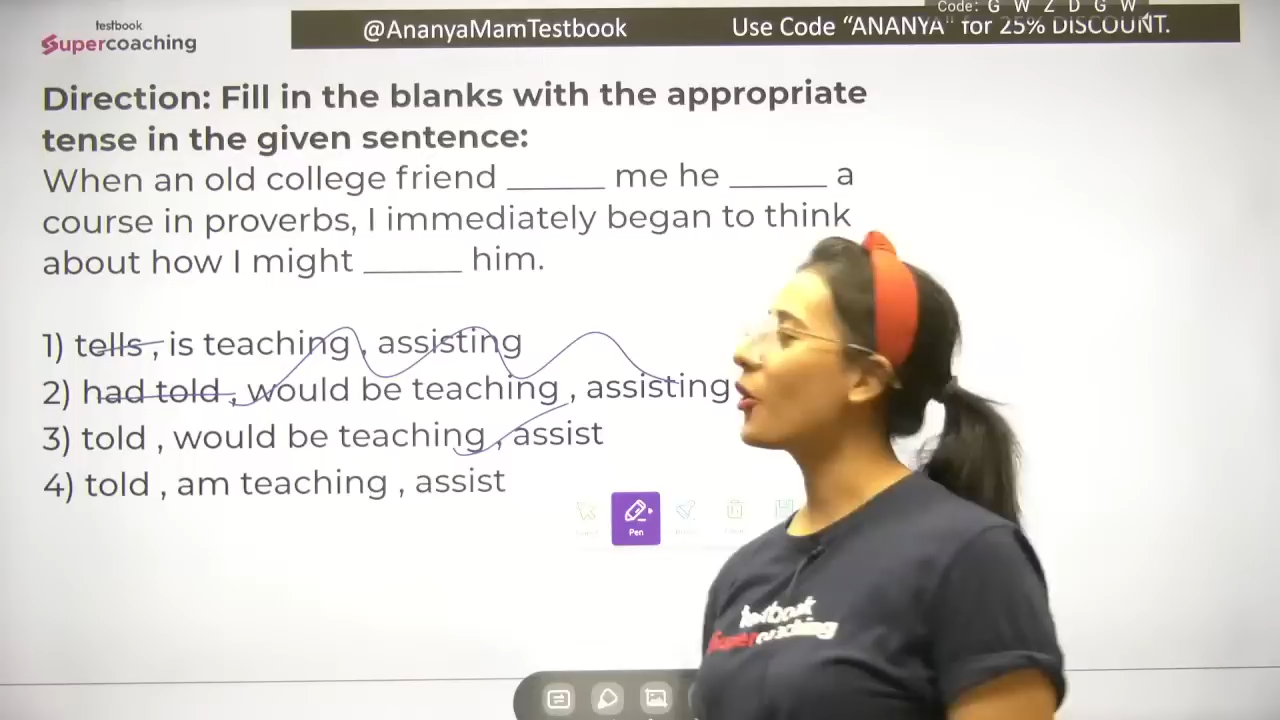 Code: G W Z D G W
testbook
Supercoaching
@AnanyaMamTestbook
Use Code “ANANYA" for 25% DISCOUNT.
Direction: Fill in the blanks with the appropriate
tense in the given sentence:
When an old college friend ______ me he ______ a
course in proverbs, I immediately began to think
about how I might ______ him.
1) tells , is teaching , assisting
2) had told , would be teaching , assisting
3) told , would be teaching , assist
4) told , am teaching , assist
Pen
testbook
Supercoaching